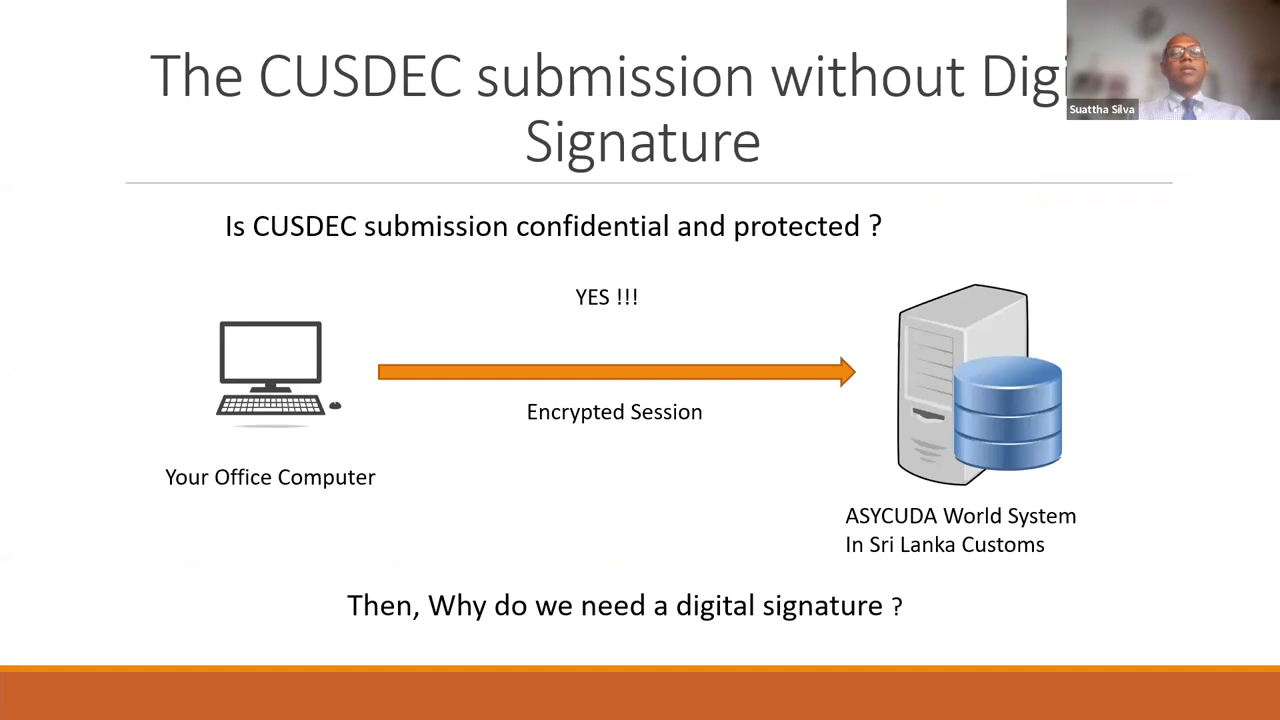 The CUSDEC submission without Digi
Signature
Suattha Silva
Is CUSDEC submission confidential and protected ?
YES !!!
Encrypted Session
Your Office Computer
ASYCUDA World System
In Sri Lanka Customs
Then, Why do we need a digital signature ?